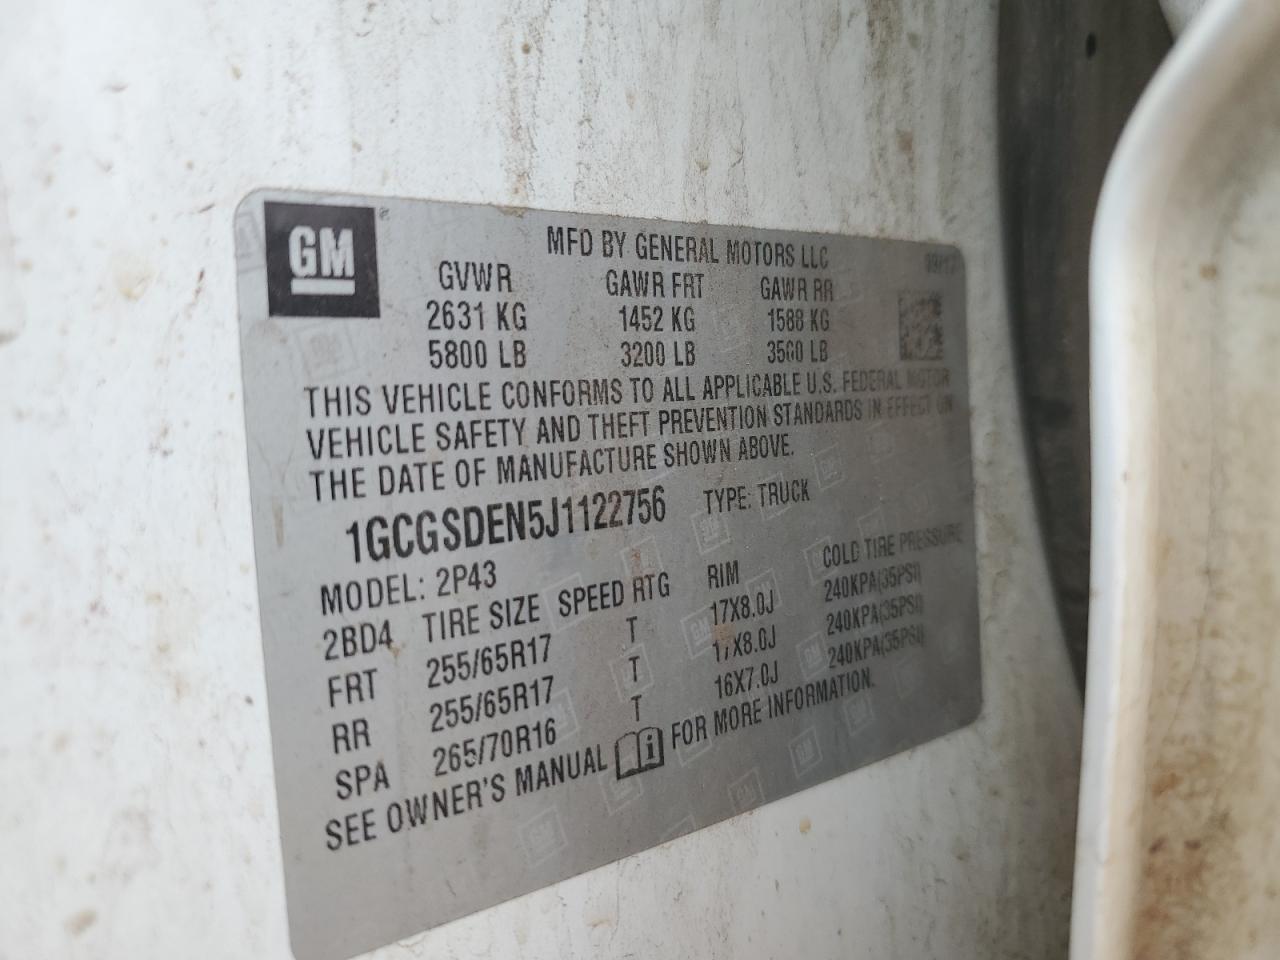 GM
MFD BY GENERAL MOTORS LLC 09/17
GVWR GAWR FRT GAWR RR
2631 KG 1452 KG 1588 KG
5800 LB 3200 LB 3500 LB
THIS VEHICLE CONFORMS TO ALL APPLICABLE U.S. FEDERAL MOTOR
VEHICLE SAFETY AND THEFT PREVENTION STANDARDS IN EFFECT ON
THE DATE OF MANUFACTURE SHOWN ABOVE.
1GCGSDEN5J1122756 TYPE: TRUCK
MODEL: 2P43
2BD4 TIRE SIZE SPEED RTG RIM COLD TIRE PRESSURE
FRT 255/65R17 T 17X8.0J 240KPA(35PSI)
RR 255/65R17 T 17X8.0J 240KPA(35PSI)
SPA 265/70R16 T 16X7.0J 240KPA(35PSI)
SEE OWNER'S MANUAL FOR MORE INFORMATION.